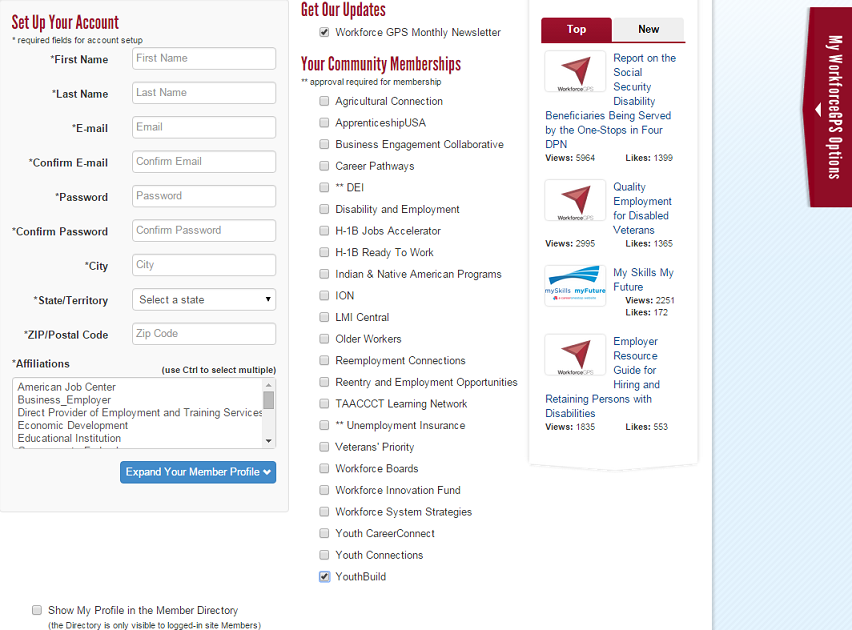 Set Up Your Account
* required fields for account setup
*First Name
First Name
*Last Name
Last Name
*E-mail
Email
*Confirm E-mail
Confirm Email
*Password
Password
*Confirm Password
Confirm Password
*City
City
*State/Territory
Select a state
*ZIP/Postal Code
Zip Code
*Affiliations
(use Ctrl to select multiple)
American Job Center
Business_Employer
Direct Provider of Employment and Training Services
Economic Development
Educational Institution
Expand Your Member Profile
Show My Profile in the Member Directory
(the Directory is only visible to logged-in site Members)
Get Our Updates
Workforce GPS Monthly Newsletter
Your Community Memberships
** approval required for membership
Agricultural Connection
ApprenticeshipUSA
Business Engagement Collaborative
Career Pathways
** DEI
Disability and Employment
H-1B Jobs Accelerator
H-1B Ready To Work
Indian & Native American Programs
ION
LMI Central
Older Workers
Reemployment Connections
Reentry and Employment Opportunities
TAACCCT Learning Network
** Unemployment Insurance
Veterans' Priority
Workforce Boards
Workforce Innovation Fund
Workforce System Strategies
Youth CareerConnect
Youth Connections
YouthBuild
Top
New
WorkforceGPS
Report on the
Social
Security
Disability
Beneficiaries Being Served
by the One-Stops in Four
DPN
Views: 5964 Likes: 1399
WorkforceGPS
Quality
Employment
for Disabled
Veterans
Views: 2995 Likes: 1365
mySkills myFuture
My Skills My
Future
Views: 2251
Likes: 172
WorkforceGPS
Employer
Resource
Guide for
Hiring and
Retaining Persons with
Disabilities
Views: 1835 Likes: 553
My WorkforceGPS Options